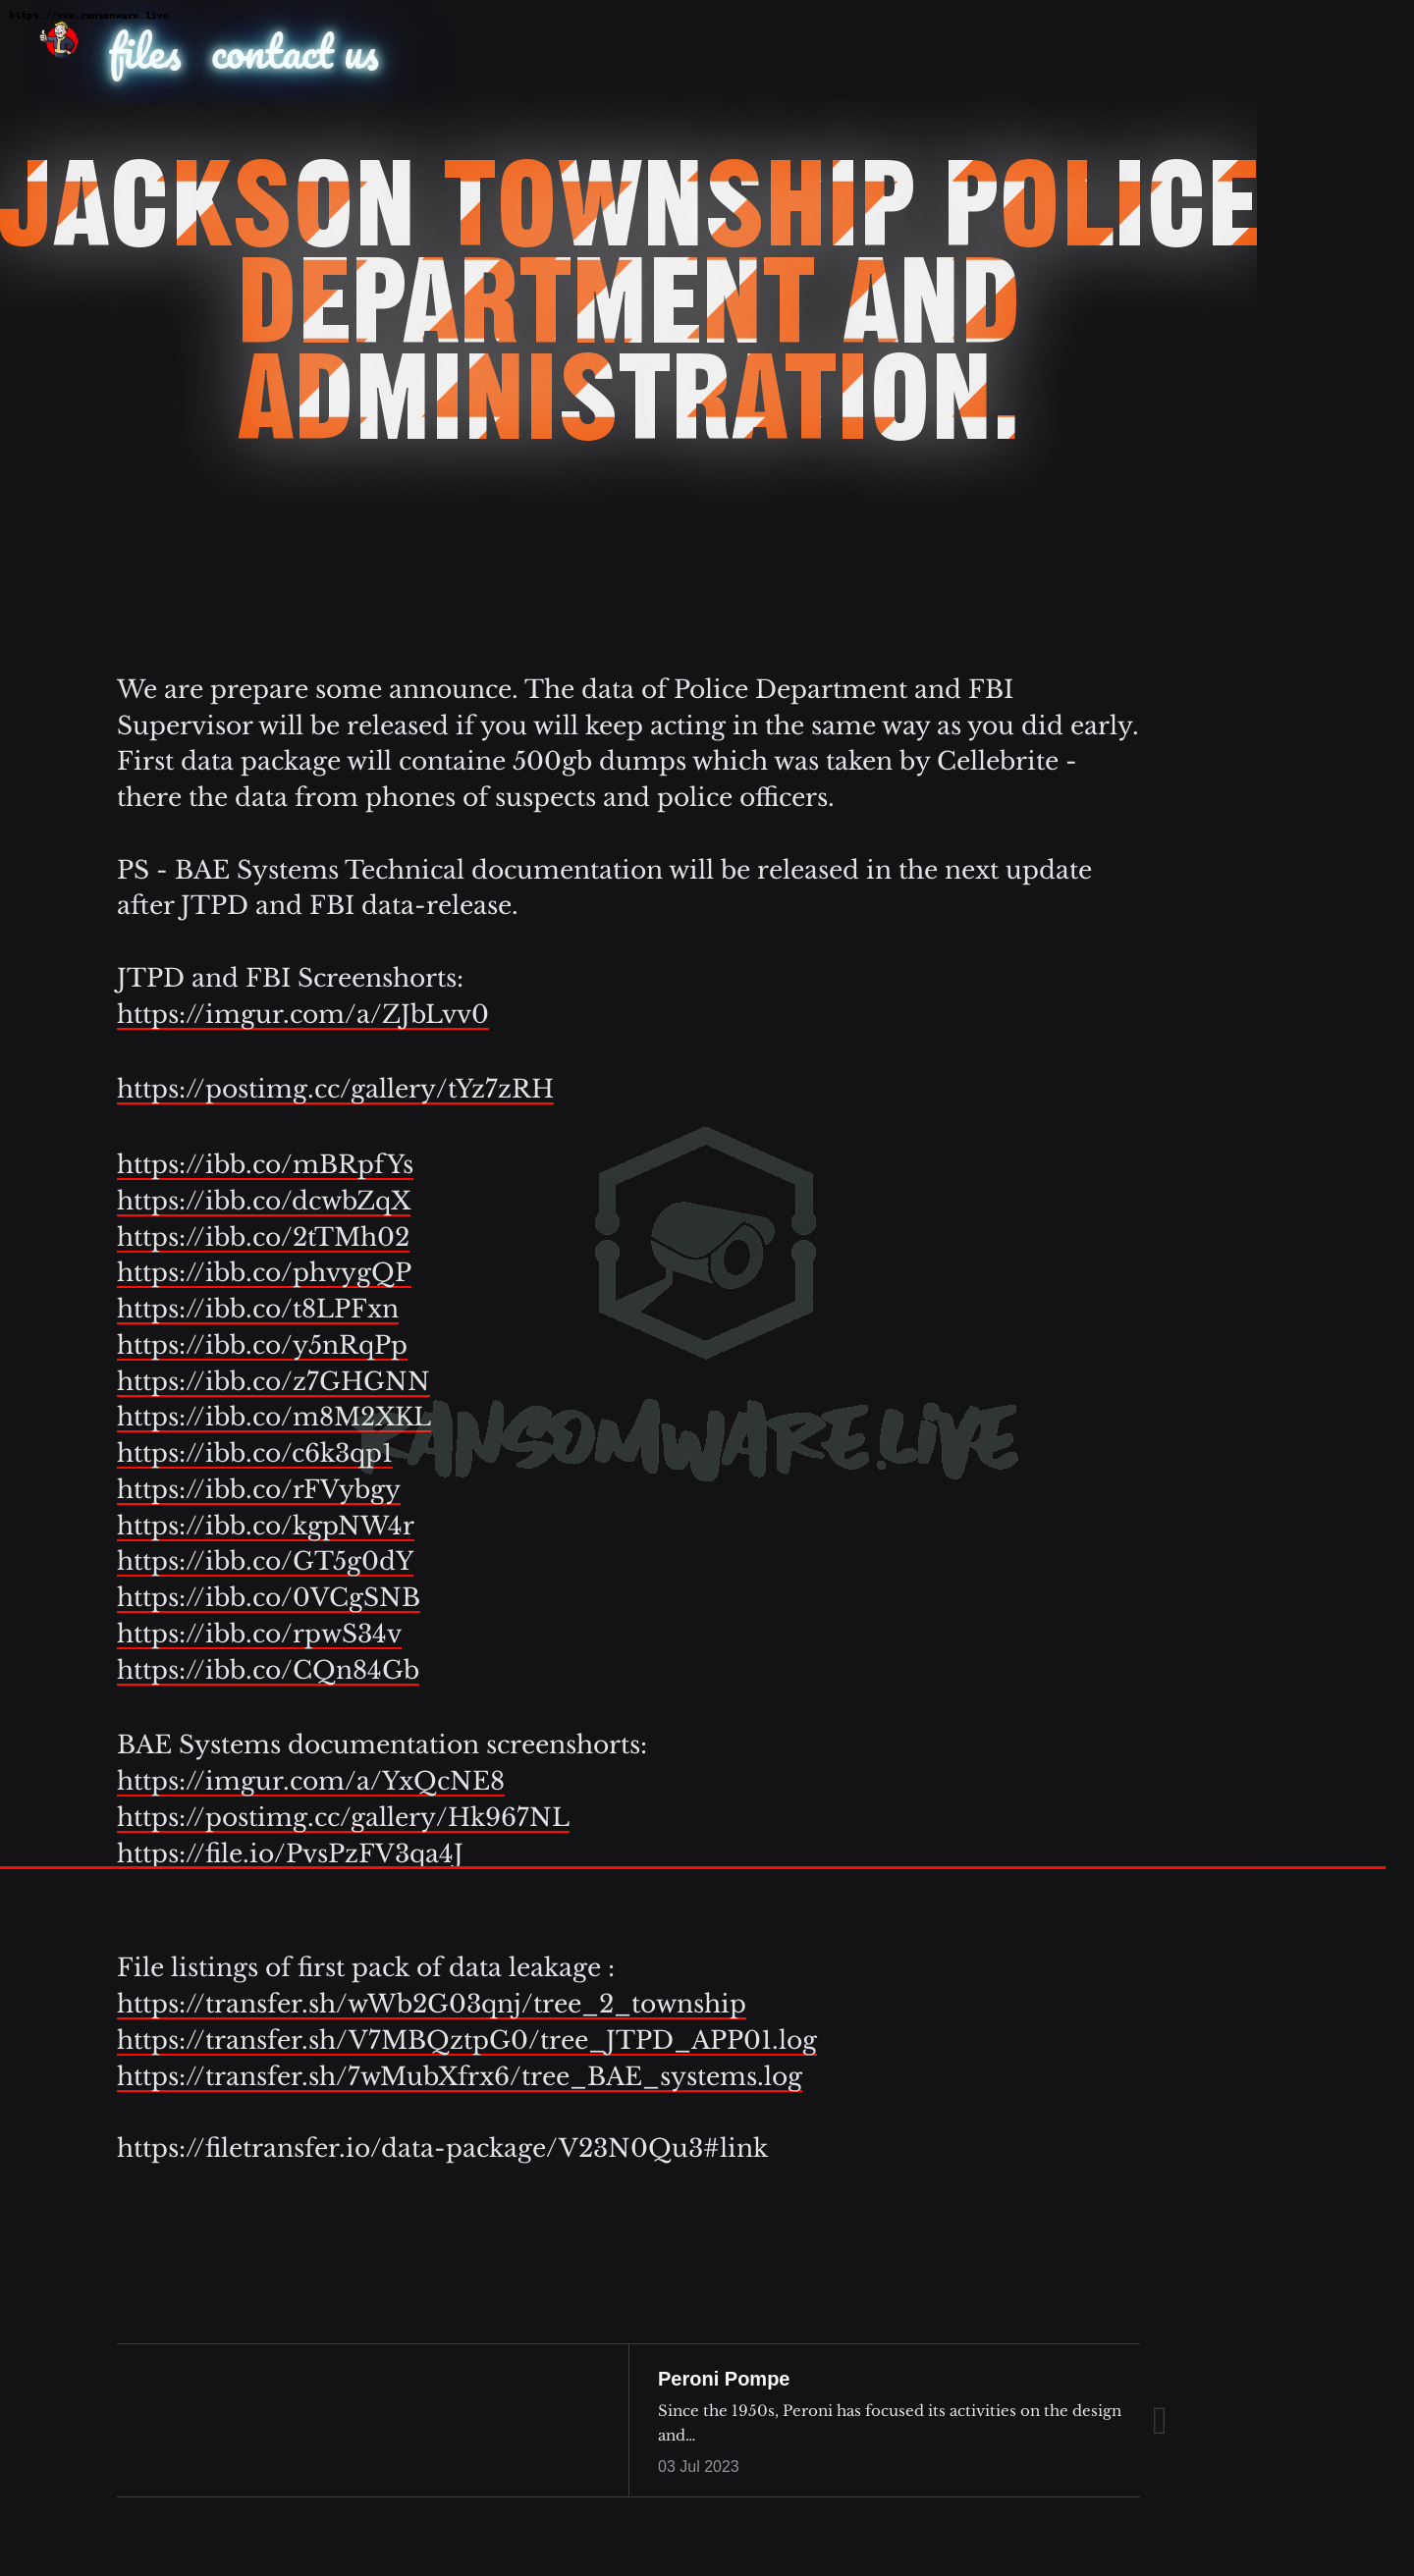 https://www.ransomware.live
files contact us
JACKSON TOWNSHIP POLICE
DEPARTMENT AND
ADMINISTRATION.
We are prepare some announce. The data of Police Department and FBI
Supervisor will be released if you will keep acting in the same way as you did early.
First data package will containe 500gb dumps which was taken by Cellebrite -
there the data from phones of suspects and police officers.
PS - BAE Systems Technical documentation will be released in the next update
after JTPD and FBI data-release.
JTPD and FBI Screenshorts:
https://imgur.com/a/ZJbLvv0
https://postimg.cc/gallery/tYz7zRH
https://ibb.co/mBRpfYs
https://ibb.co/dcwbZqX
https://ibb.co/2tTMh02
https://ibb.co/phvygQP
https://ibb.co/t8LPFxn
https://ibb.co/y5nRqPp
https://ibb.co/z7GHGNN
https://ibb.co/m8M2XKL
RANSOMWARE.LIVE
https://ibb.co/c6k3qp1
https://ibb.co/rFVybgy
https://ibb.co/kgpNW4r
https://ibb.co/GT5g0dY
https://ibb.co/0VCgSNB
https://ibb.co/rpwS34v
https://ibb.co/CQn84Gb
BAE Systems documentation screenshorts:
https://imgur.com/a/YxQcNE8
https://postimg.cc/gallery/Hk967NL
https://file.io/PvsPzFV3qa4J
File listings of first pack of data leakage :
https://transfer.sh/wWb2G03qnj/tree_2_township
https://transfer.sh/V7MBQztpG0/tree_JTPD_APP01.log
https://transfer.sh/7wMubXfrx6/tree_BAE_systems.log
https://filetransfer.io/data-package/V23N0Qu3#link
Peroni Pompe
Since the 1950s, Peroni has focused its activities on the design
and...
03 Jul 2023